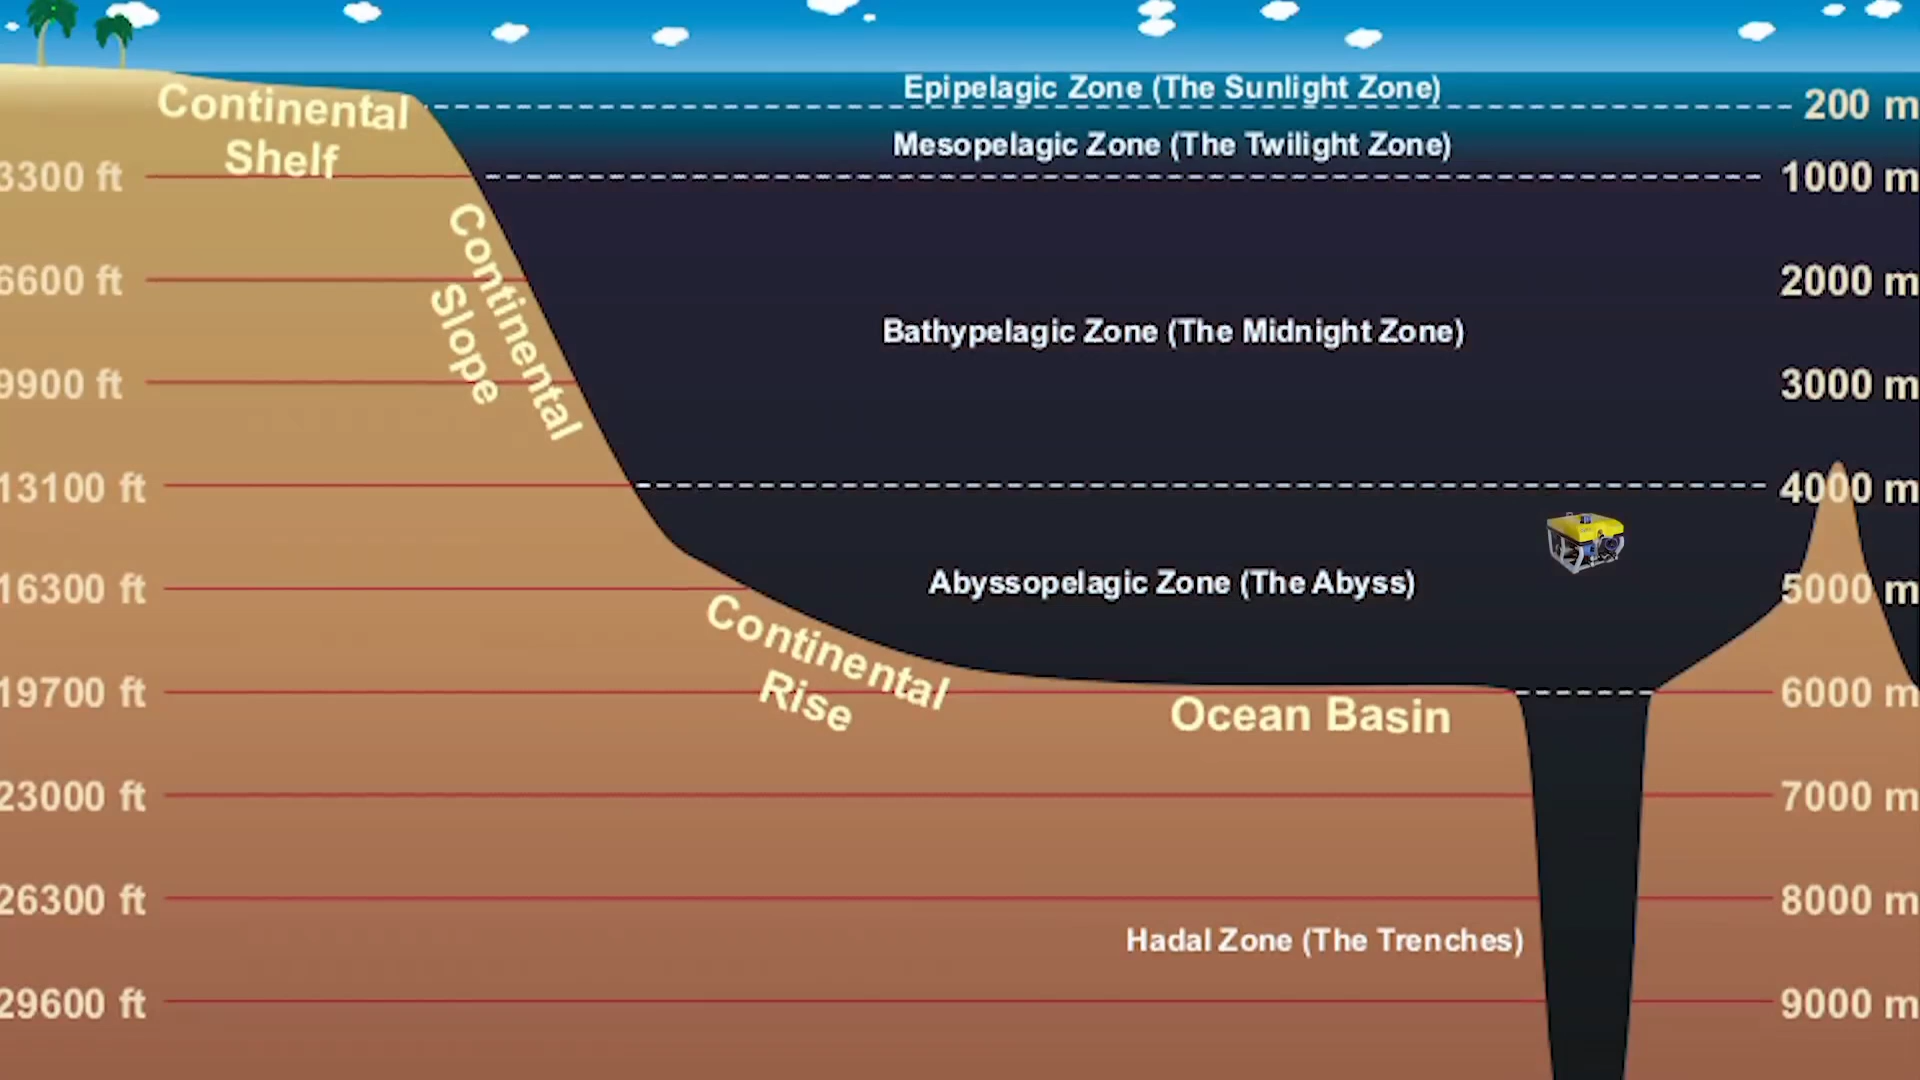 Epipelagic Zone (The Sunlight Zone)
200 m
Continental
Shelf
Mesopelagic Zone (The Twilight Zone)
3300 ft
1000 m
Continental
Slope
6600 ft
2000 m
Bathypelagic Zone (The Midnight Zone)
9900 ft
3000 m
13100 ft
4000 m
Abyssopelagic Zone (The Abyss)
16300 ft
5000 m
Continental
Rise
19700 ft
6000 m
Ocean Basin
23000 ft
7000 m
26300 ft
8000 m
Hadal Zone (The Trenches)
29600 ft
9000 m